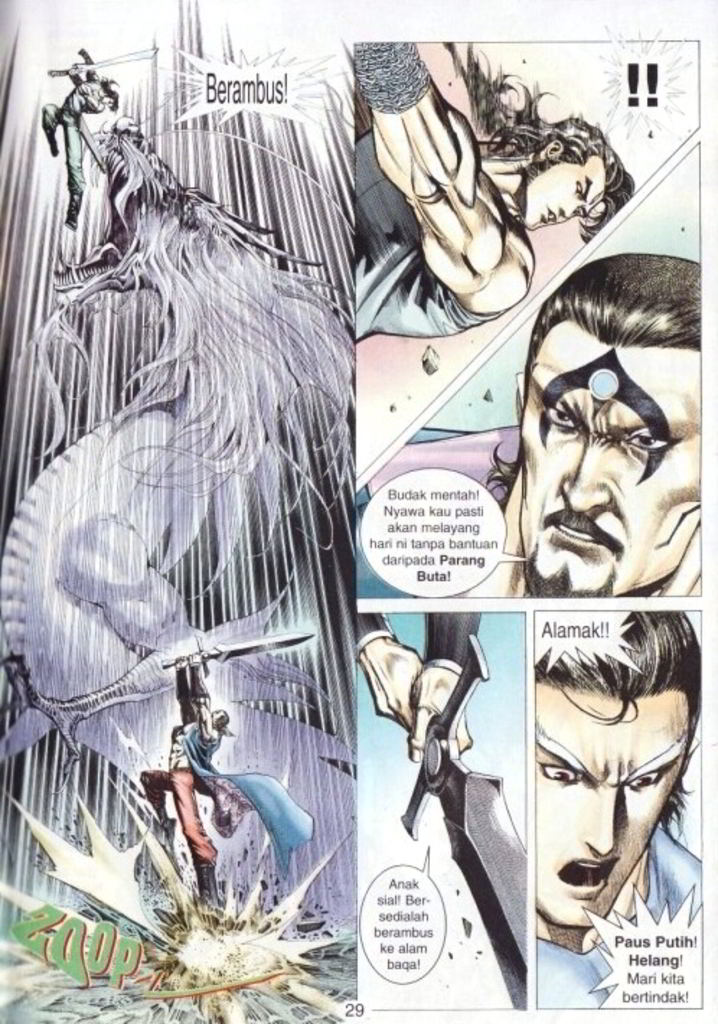 Berambus!
!!
Budak mentah!
Nyawa kau pasti
akan melayang
hari ni tanpa bantuan
daripada Parang
Buta!
ZOOP
Anak
sial! Ber-
sedialah
berambus
ke alam
baqa!
Alamak!!
Paus Putih!
Helang!
Mari kita
bertindak!
29